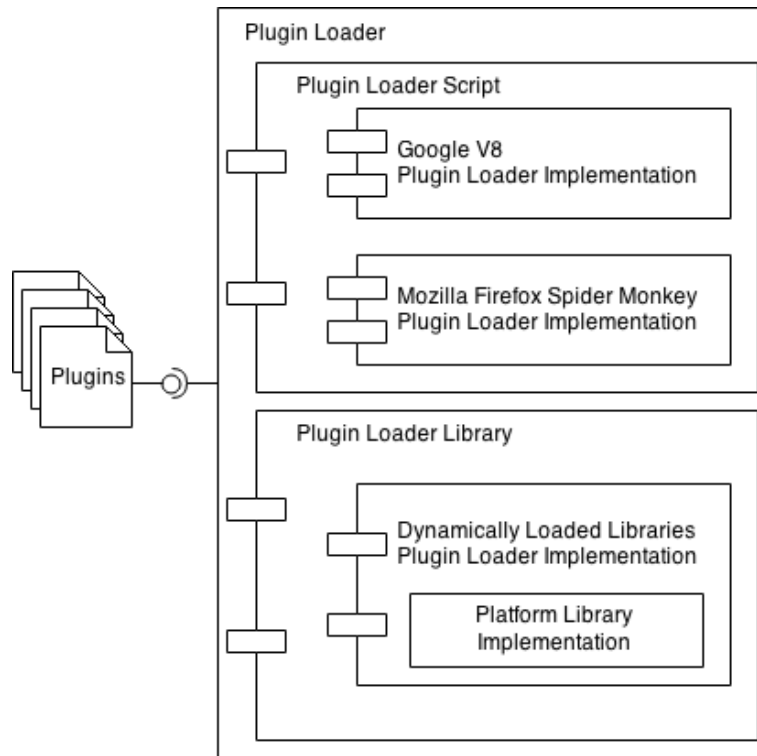 Plugin Loader
Plugin Loader Script
Google V8
Plugin Loader Implementation
Mozilla Firefox Spider Monkey
Plugin Loader Implementation
Plugins
Plugin Loader Library
Dynamically Loaded Libraries
Plugin Loader Implementation
Platform Library
Implementation